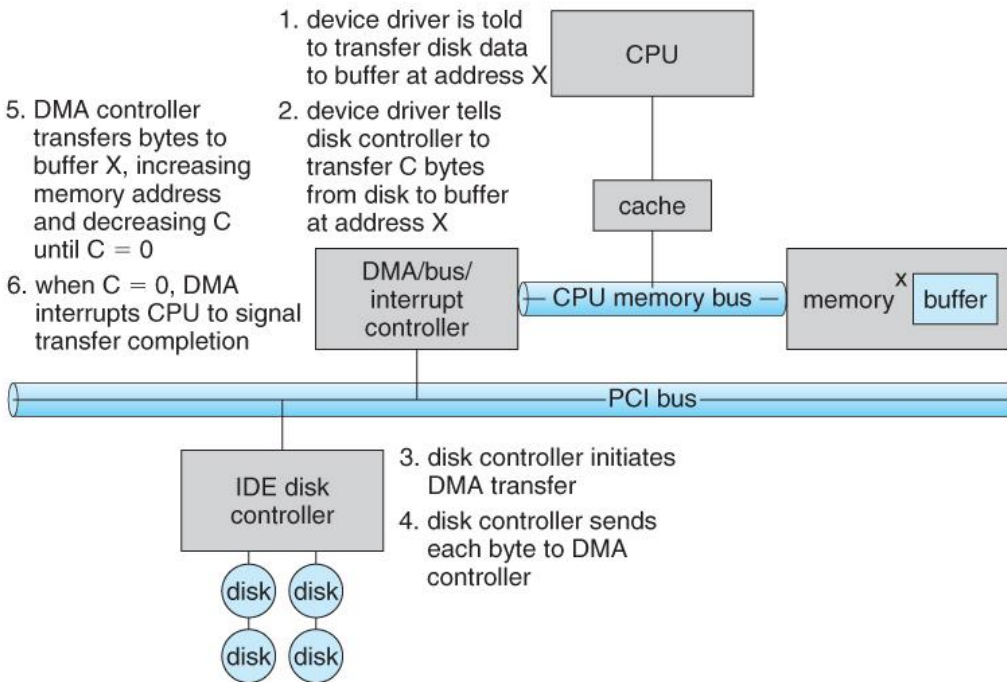 1. device driver is told
to transfer disk data
to buffer at address X
CPU
5. DMA controller
transfers bytes to
buffer X, increasing
memory address
and decreasing C
until C = 0
2. device driver tells
disk controller to
transfer C bytes
from disk to buffer
at address X
cache
6. when C = 0, DMA
interrupts CPU to signal
transfer completion
DMA/bus/
interrupt
controller
CPU memory bus
memory
x
buffer
PCI bus
IDE disk
controller
3. disk controller initiates
DMA transfer
4. disk controller sends
each byte to DMA
controller
disk
disk
disk
disk